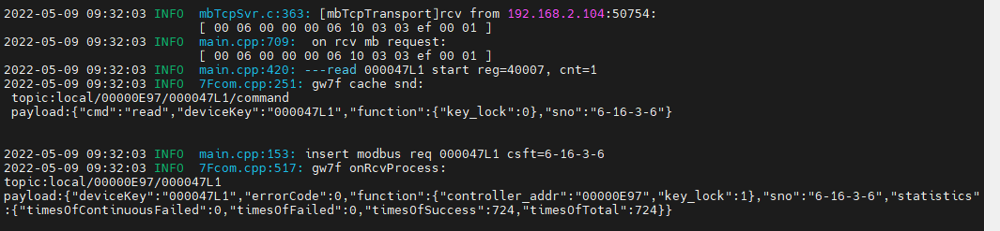 2022-05-09 09:32:03 INFO  mbTcpSvr.c:363: [mbTcpTransport]rcv from 192.168.2.104:50754:
[ 00 06 00 00 00 06 10 03 03 ef 00 01 ]
2022-05-09 09:32:03 INFO  main.cpp:709:  on rcv mb request:
[ 00 06 00 00 00 06 10 03 03 ef 00 01 ]
2022-05-09 09:32:03 INFO  main.cpp:420: ---read 000047L1 start reg=40007, cnt=1
2022-05-09 09:32:03 INFO  7Fcom.cpp:251: gw7f cache snd:
topic:local/00000E97/000047L1/command
payload:{"cmd":"read","deviceKey":"000047L1","function":{"key_lock":0},"sno":"6-16-3-6"}
2022-05-09 09:32:03 INFO  main.cpp:153: insert modbus req 000047L1 csft=6-16-3-6
2022-05-09 09:32:03 INFO  7Fcom.cpp:517: gw7f onRcvProcess:
topic:local/00000E97/000047L1
payload:{"deviceKey":"000047L1","errorCode":0,"function":{"controller_addr":"00000E97","key_lock":1},"sno":"6-16-3-6","statistics"
:{"timesOfContinuousFailed":0,"timesOfFailed":0,"timesOfSuccess":724,"timesOfTotal":724}}